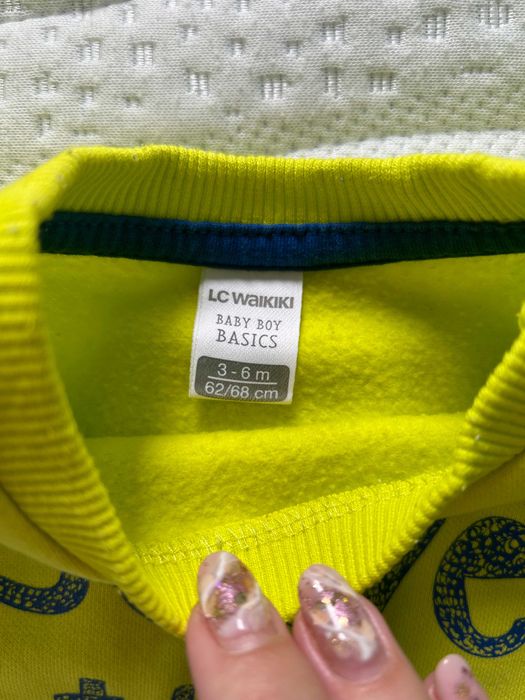 LC WAIKIKI
BABY BOY
BASICS
3 - 6 m
62/68 cm